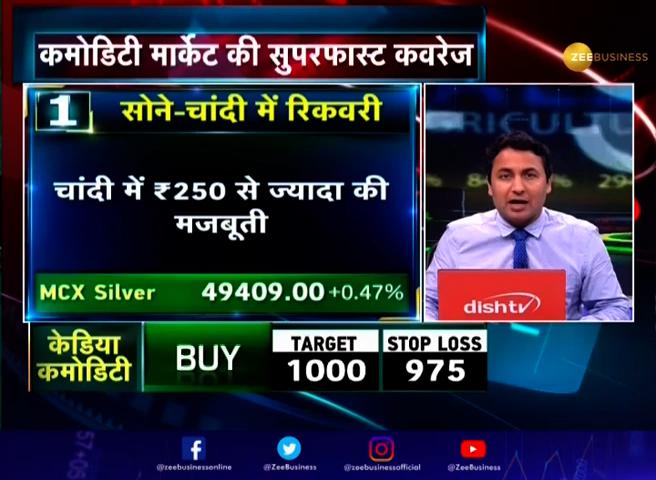 कमोडिटी मार्केट की सुपरफास्ट कवरेज
ZEEBUSINESS
1 सोने-चांदी में रिकवरी
चांदी में ₹250 से ज्यादा की
मजबूती
MCX Silver 49409.00 +0.47%
dishtv
केडिया
कमोडिटी
BUY
TARGET
1000
STOP LOSS
975
@zeebusinessonline
@ZeeBusiness
@zeebusinessofficial
@ZeeBusiness